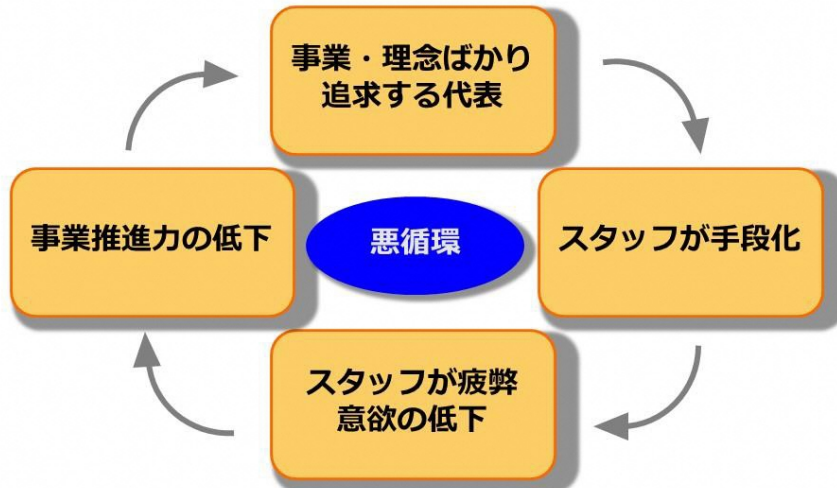 事業・理念ばかり
追求する代表
事業推進力の低下
悪循環
スタッフが手段化
スタッフが疲弊
意欲の低下